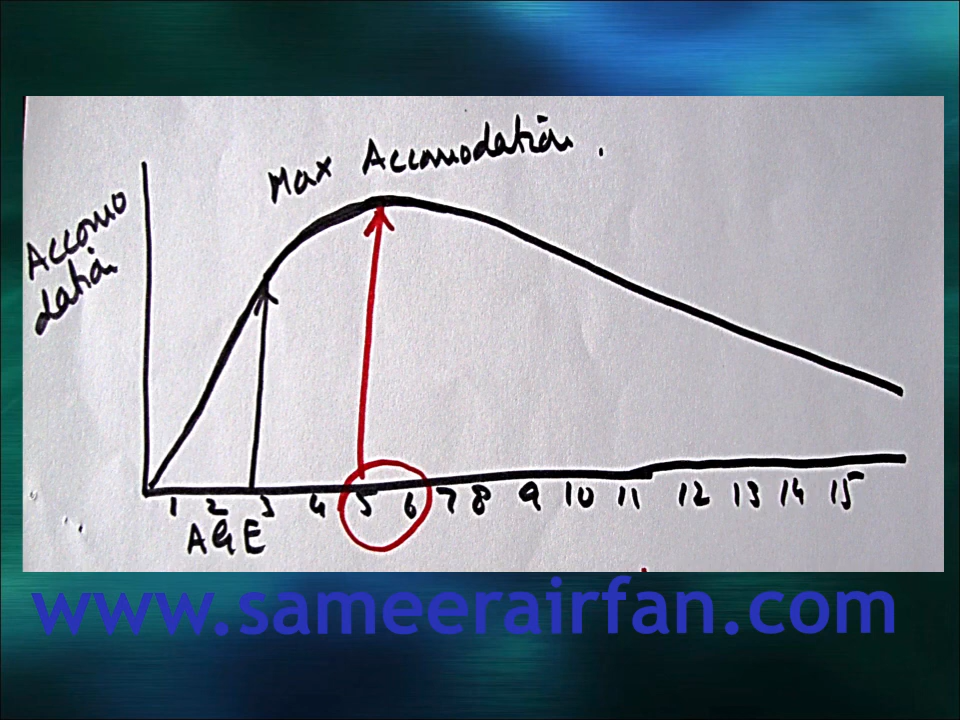 Max Accomodation.
Accomo
dation
1 2 3 4 5 6 7 8 9 10 11 12 13 14 15
AGE
www.sameerairfan.com